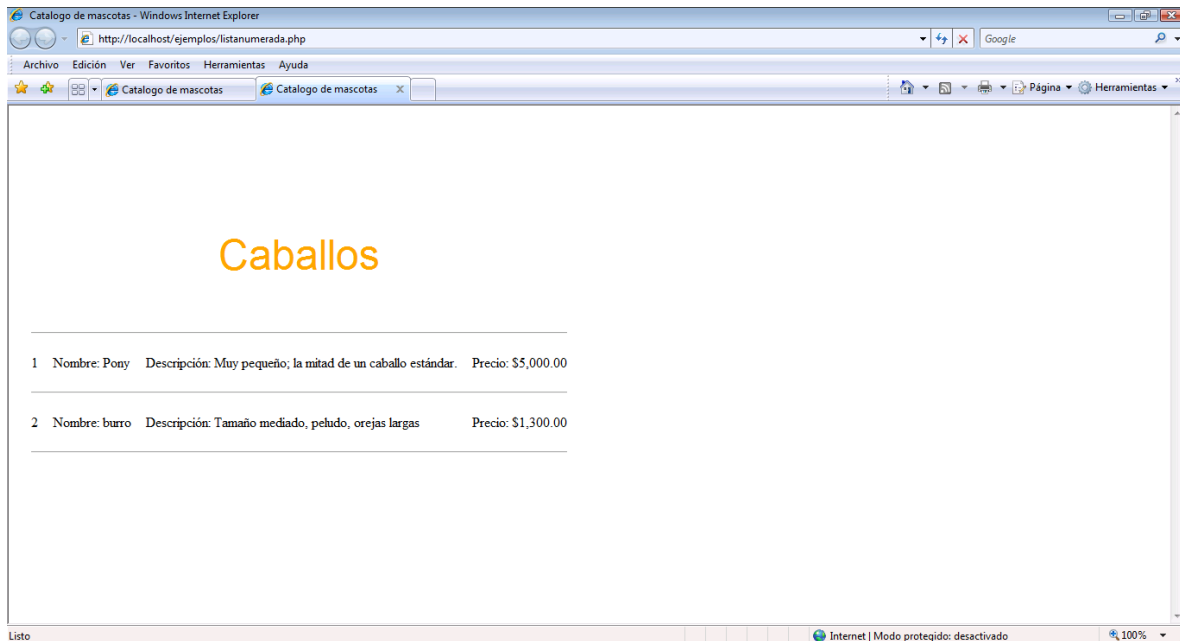 Catalogo de mascotas - Windows Internet Explorer
http://localhost/ejemplos/listanumerada.php
Google
Archivo Edición Ver Favoritos Herramientas Ayuda
Catalogo de mascotas
Catalogo de mascotas
Página
Herramientas
Caballos
1 Nombre: Pony Descripción: Muy pequeño; la mitad de un caballo estándar. Precio: $5,000.00
2 Nombre: burro Descripción: Tamaño mediado, peludo, orejas largas Precio: $1,300.00
Listo
Internet | Modo protegido: desactivado
100%